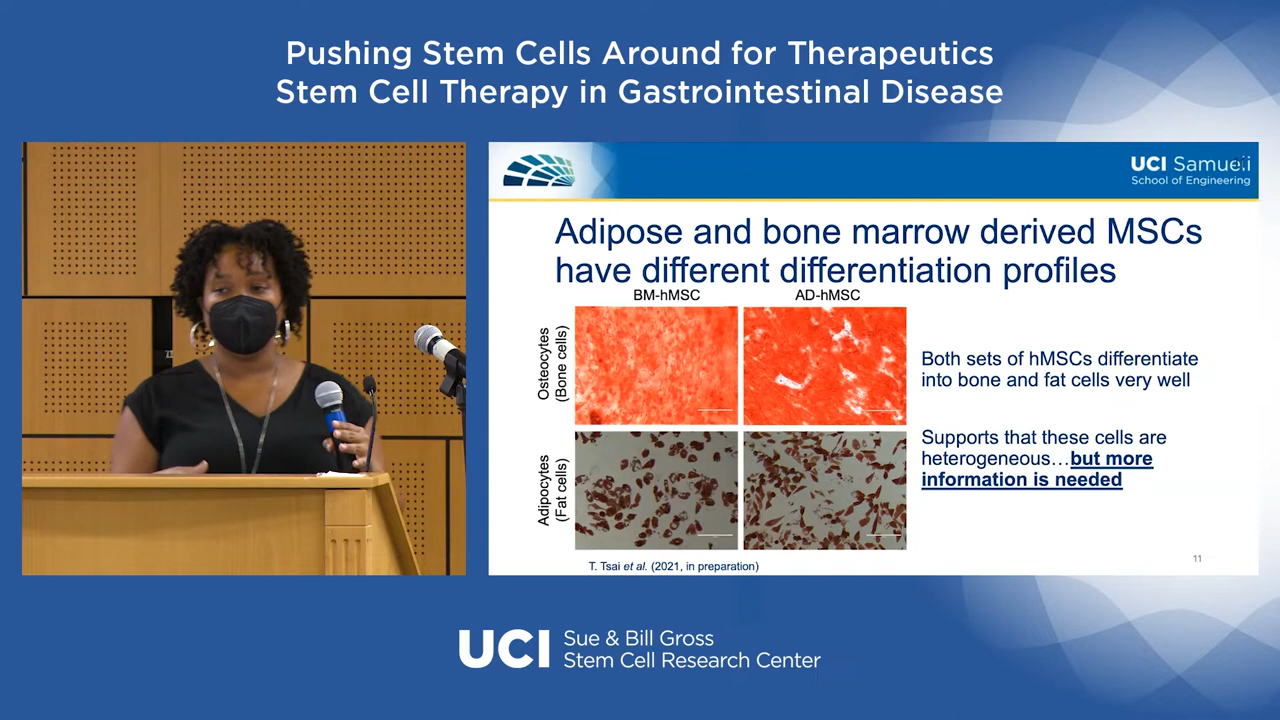 Pushing Stem Cells Around for Therapeutics
Stem Cell Therapy in Gastrointestinal Disease
UCI Samueli
School of Engineering
Adipose and bone marrow derived MSCs
have different differentiation profiles
BM-hMSC
AD-hMSC
Osteocytes
(Bone cells)
Adipocytes
(Fat cells)
Both sets of hMSCs differentiate
into bone and fat cells very well
Supports that these cells are
heterogeneous…but more
information is needed
T. Tsai et al. (2021, in preparation)
11
UCI Sue & Bill Gross
Stem Cell Research Center